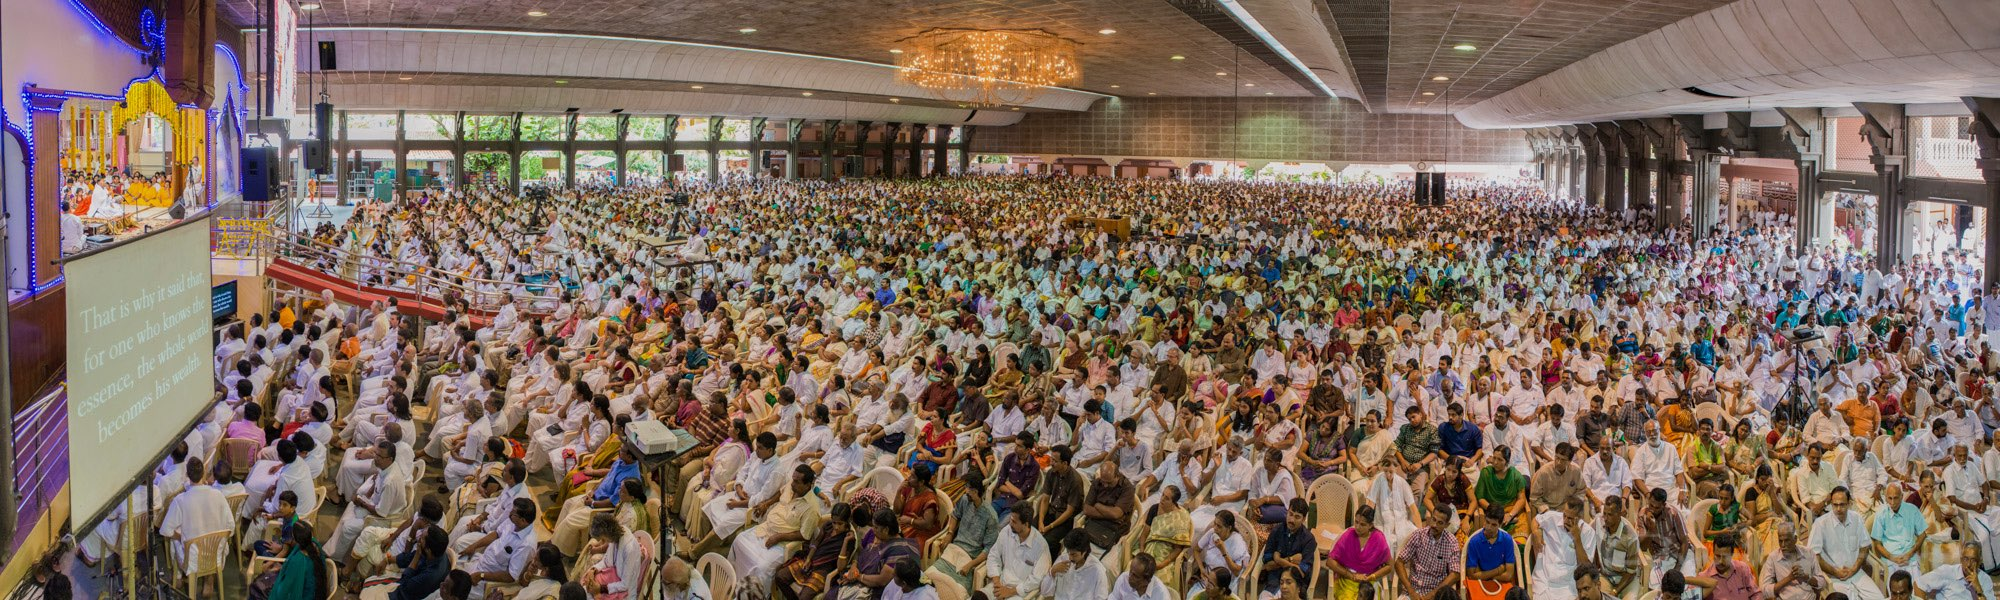 That is why it said that,
for one who knows the
essence, the whole world
becomes his wealth.